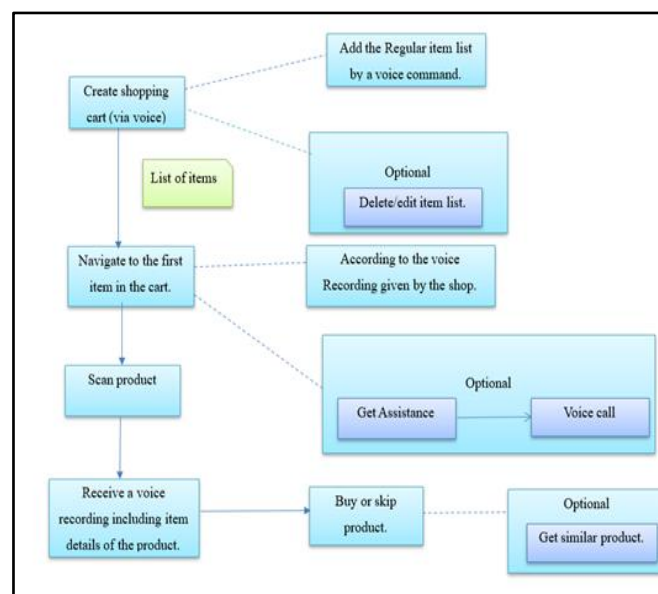 Add the Regular item list
by a voice command.
Create shopping
cart (via voice)
List of items
Optional
Delete/edit item list.
Navigate to the first
item in the cart.
According to the voice
Recording given by the shop.
Scan product
Optional
Get Assistance
Voice call
Receive a voice
recording including item
details of the product.
Buy or skip
product.
Optional
Get similar product.